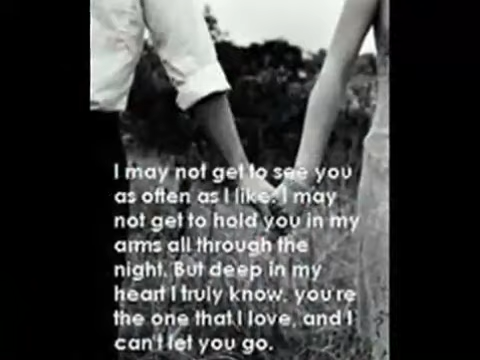 I may not get to see you
as often as I like. I may
not get to hold you in my
arms all through the
night. But deep in my
heart I truly know, you're
the one that I love, and I
can't let you go.